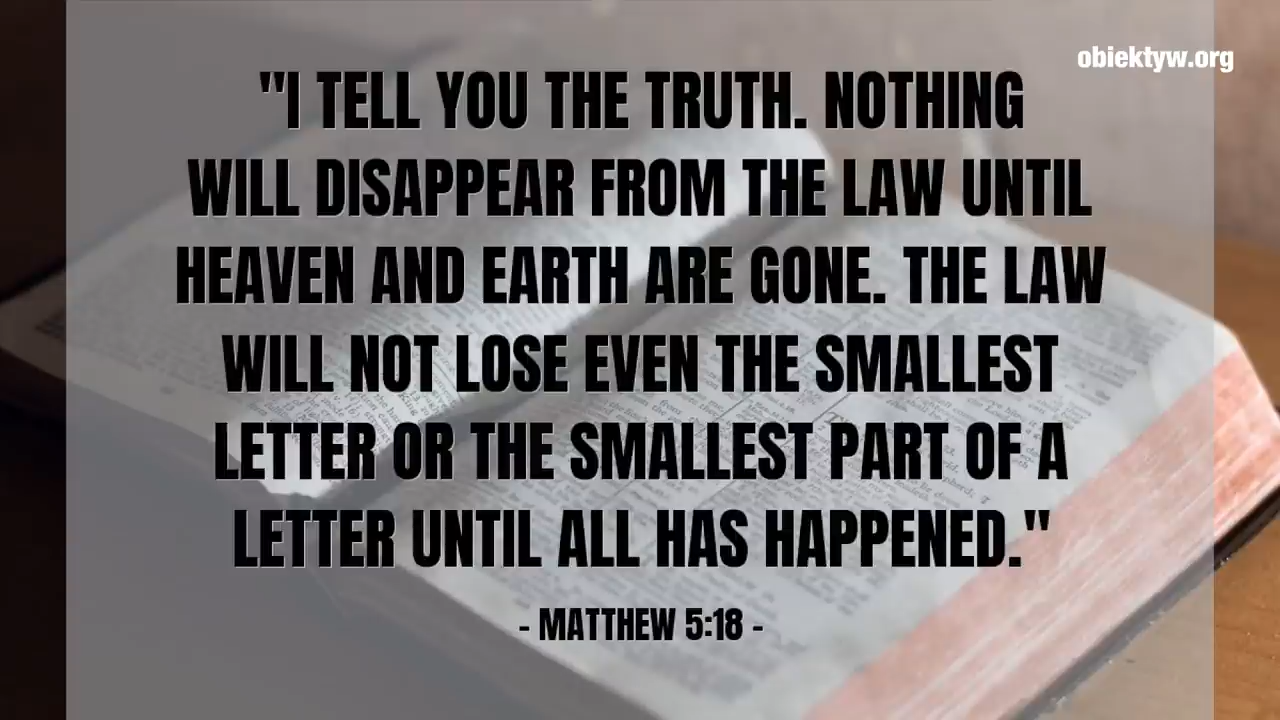 obiektyw.org
"I TELL YOU THE TRUTH. NOTHING
WILL DISAPPEAR FROM THE LAW UNTIL
HEAVEN AND EARTH ARE GONE. THE LAW
WILL NOT LOSE EVEN THE SMALLEST
LETTER OR THE SMALLEST PART OF A
LETTER UNTIL ALL HAS HAPPENED."
- MATTHEW 5:18 -